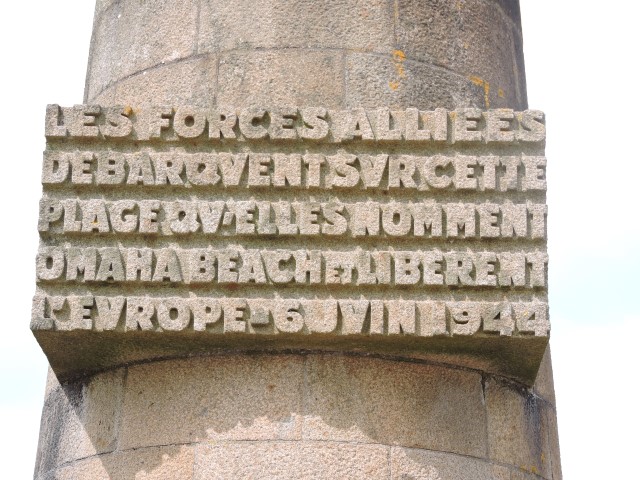 LES FORCES ALLIEES
DEBARQVENT SVR CETTE
PLAGE QV'ELLES NOMMENT
OMAHA BEACH ET LIBERENT
L'EVROPE - 6 JVIN 1944